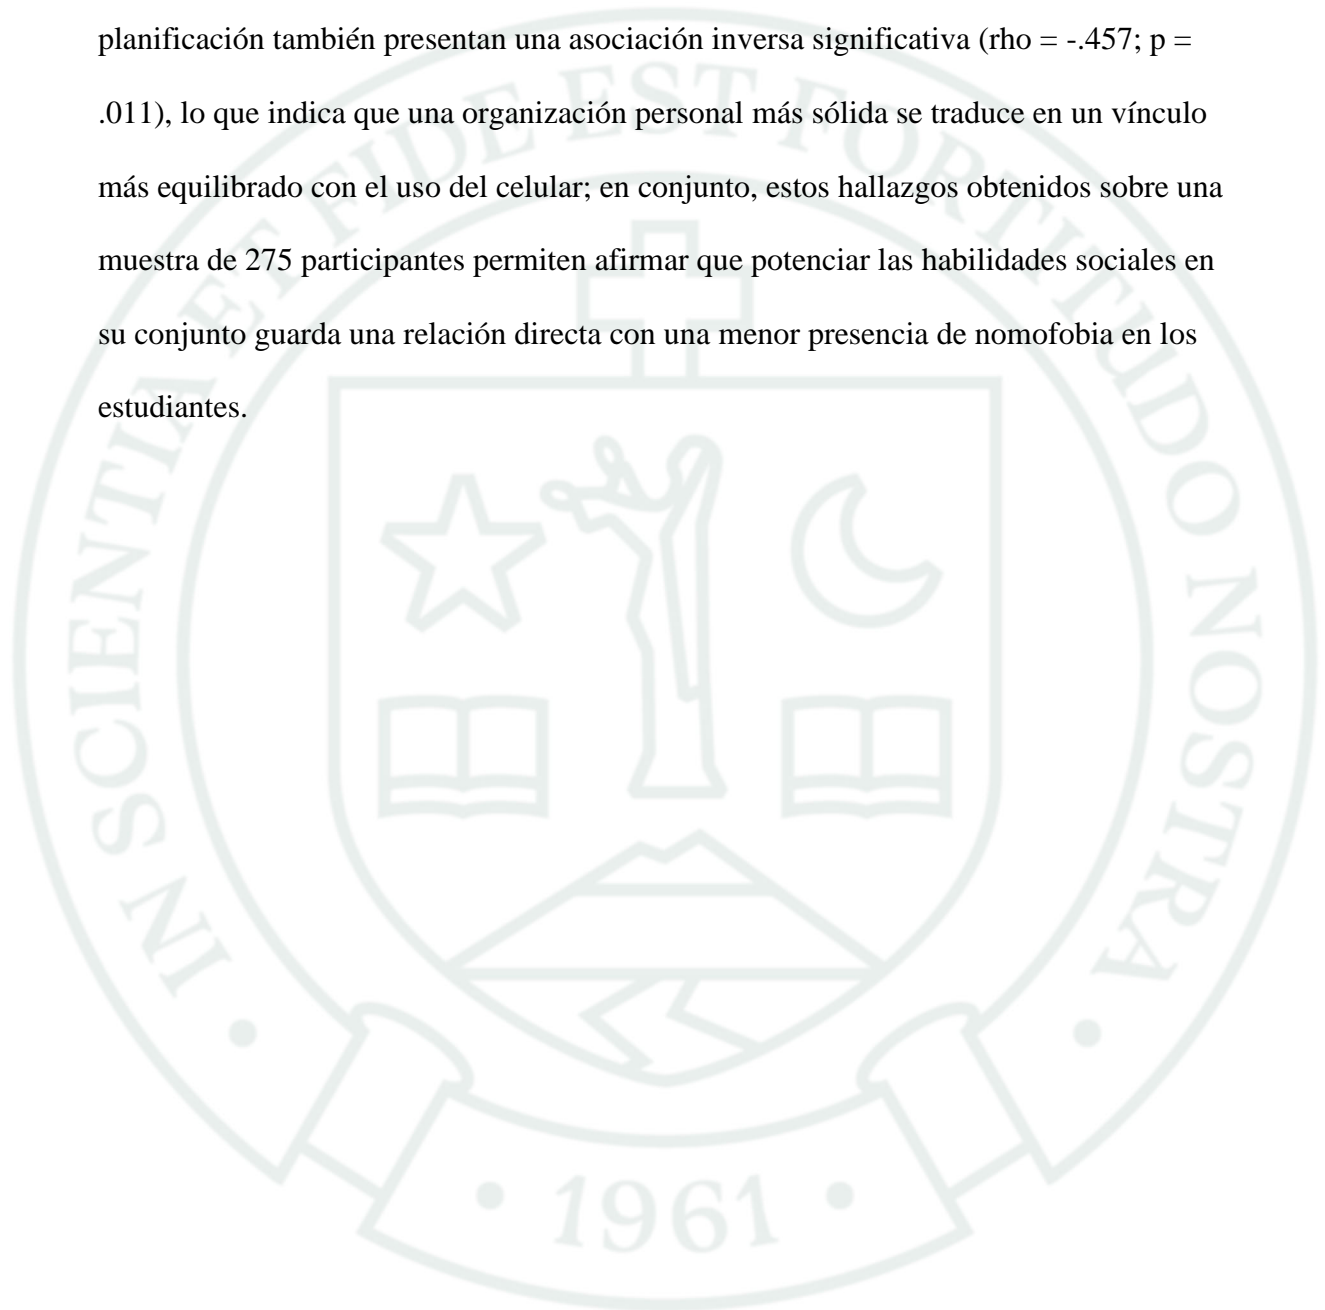 planificación también presentan una asociación inversa significativa (rho = -.457; p =
.011), lo que indica que una organización personal más sólida se traduce en un vínculo
más equilibrado con el uso del celular; en conjunto, estos hallazgos obtenidos sobre una
muestra de 275 participantes permiten afirmar que potenciar las habilidades sociales en
su conjunto guarda una relación directa con una menor presencia de nomofobia en los
estudiantes.
IN SCIENTIA ET FIDE EST FORTITUDO NOSTRA
• 1961 •